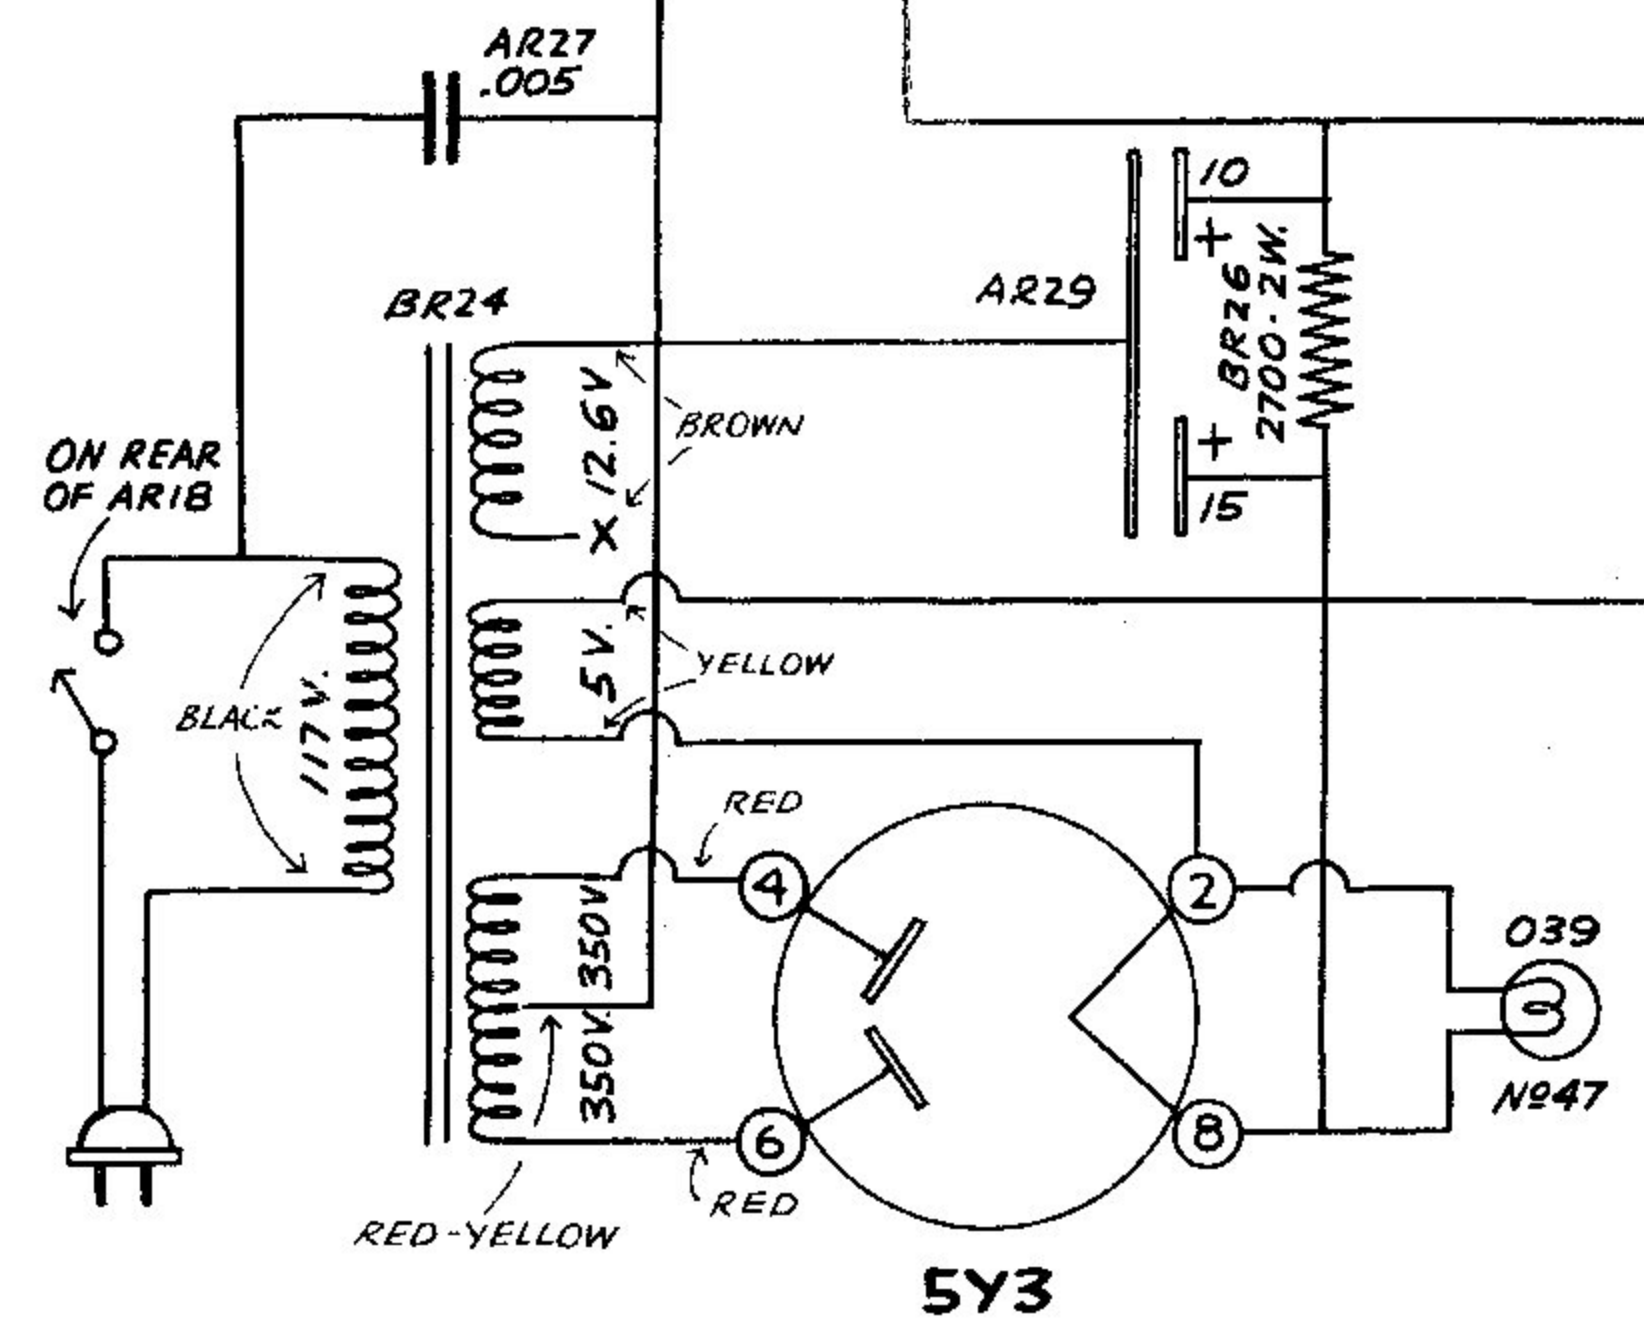 AR27
.005
10
+
BR26
2700-2W.
AR29
BR24
12.6V
X
BROWN
+
15
ON REAR
OF AR18
5V.
YELLOW
BLACK
117V.
RED
4
2
350V
350V.
O39
6
8
Nº47
RED
RED-YELLOW
5Y3